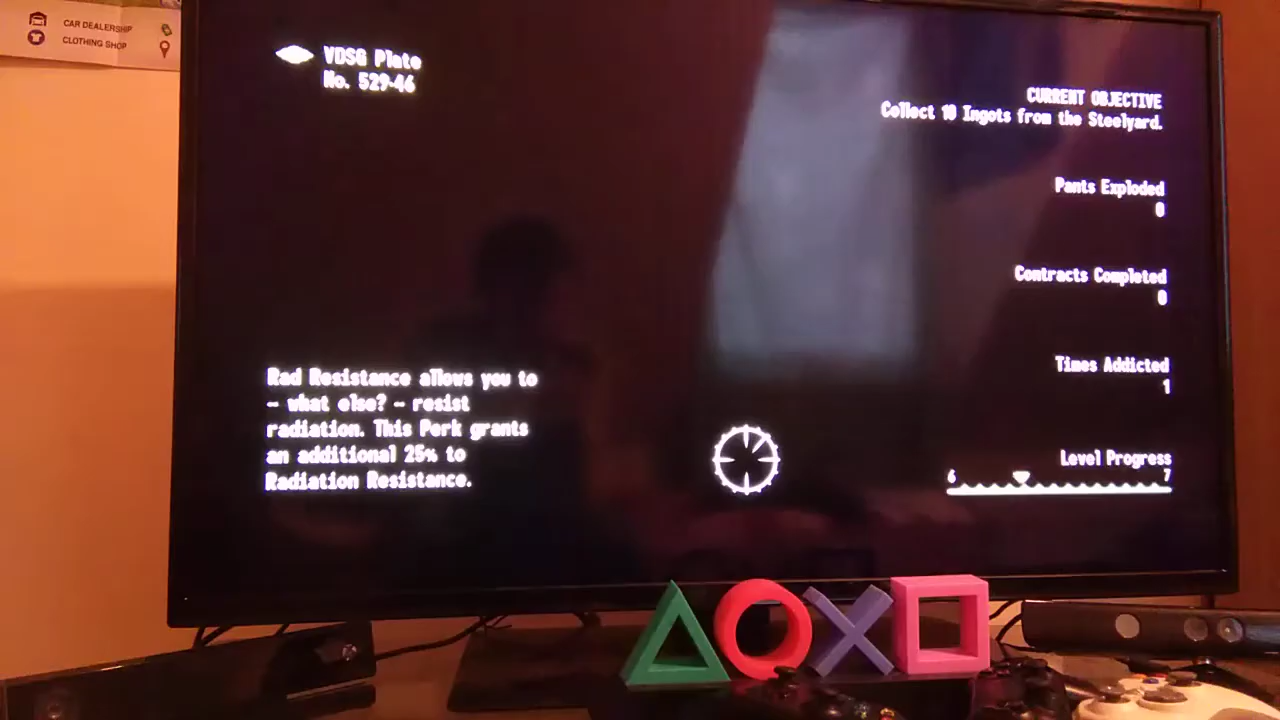 CAR DEALERSHIP
CLOTHING SHOP
VDSG Plate
No. 529-46
CURRENT OBJECTIVE
Collect 10 Ingots from the Steelyard.
Pants Exploded
0
Contracts Completed
0
Times Addicted
1
Level Progress
6 7
Rad Resistance allows you to
- what else? - resist
radiation. This Perk grants
an additional 25% to
Radiation Resistance.